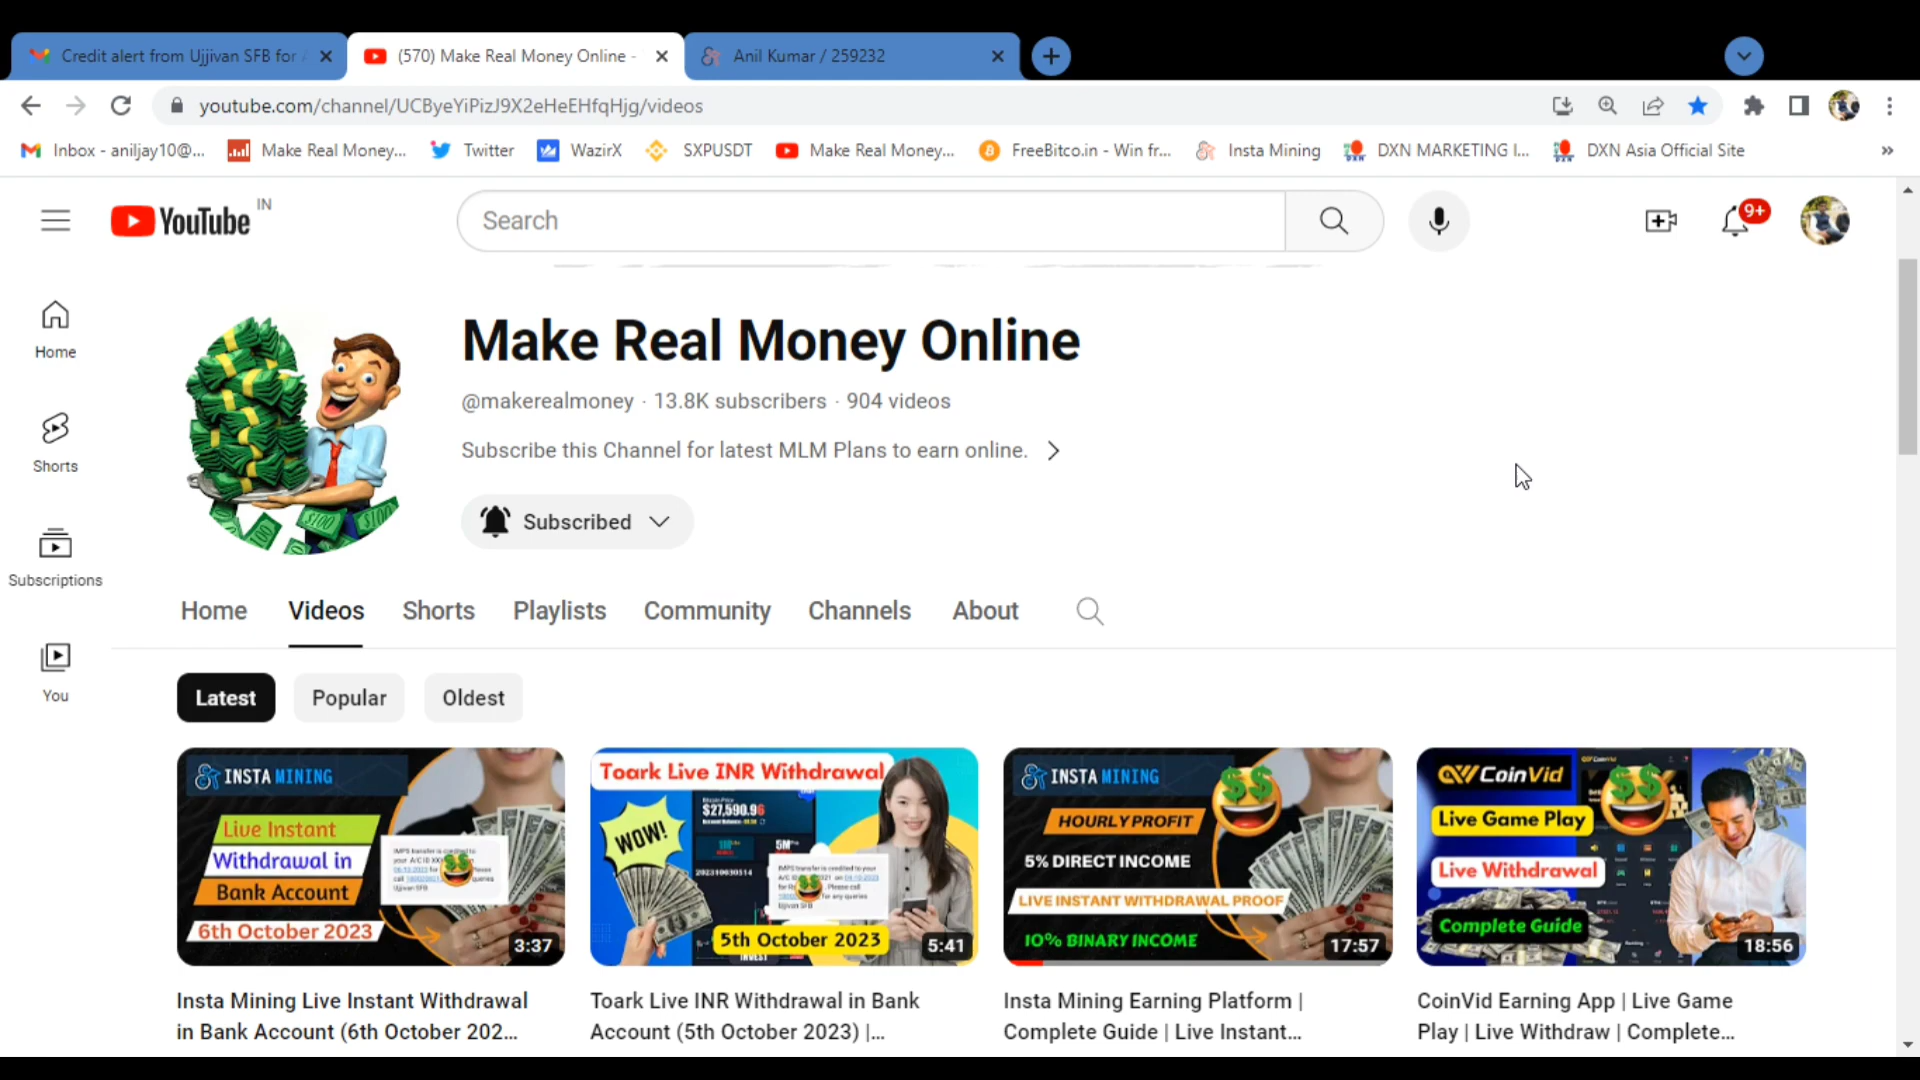 Credit alert from Ujjivan SFB for
(570) Make Real Money Online -
Anil Kumar / 259232
youtube.com/channel/UCByeYiPizJ9X2eHeEHfqHjg/videos
Inbox - aniljay10@...
Make Real Money...
Twitter
WazirX
SXPUSDT
Make Real Money...
FreeBitco.in - Win fr...
Insta Mining
DXN MARKETING I...
DXN Asia Official Site
»
YouTube IN
Search
9+
Home
Shorts
Subscriptions
You
Make Real Money Online
@makerealmoney · 13.8K subscribers · 904 videos
Subscribe this Channel for latest MLM Plans to earn online.
Subscribed
Home Videos Shorts Playlists Community Channels About
Latest Popular Oldest
INSTA MINING
Live Instant
Withdrawal in
Bank Account
6th October 2023
3:37
Toark Live INR Withdrawal
WOW!
$27,590.96
5th October 2023
INVEST
5:41
INSTA MINING
HOURLY PROFIT
5% DIRECT INCOME
LIVE INSTANT WITHDRAWAL PROOF
10% BINARY INCOME
17:57
CoinVid
Live Game Play
Live Withdrawal
Complete Guide
18:56
Insta Mining Live Instant Withdrawal
in Bank Account (6th October 202...
Toark Live INR Withdrawal in Bank
Account (5th October 2023) |...
Insta Mining Earning Platform |
Complete Guide | Live Instant...
CoinVid Earning App | Live Game
Play | Live Withdraw | Complete...